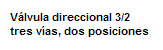 Válvula direccional 3/2
tres vías, dos posiciones